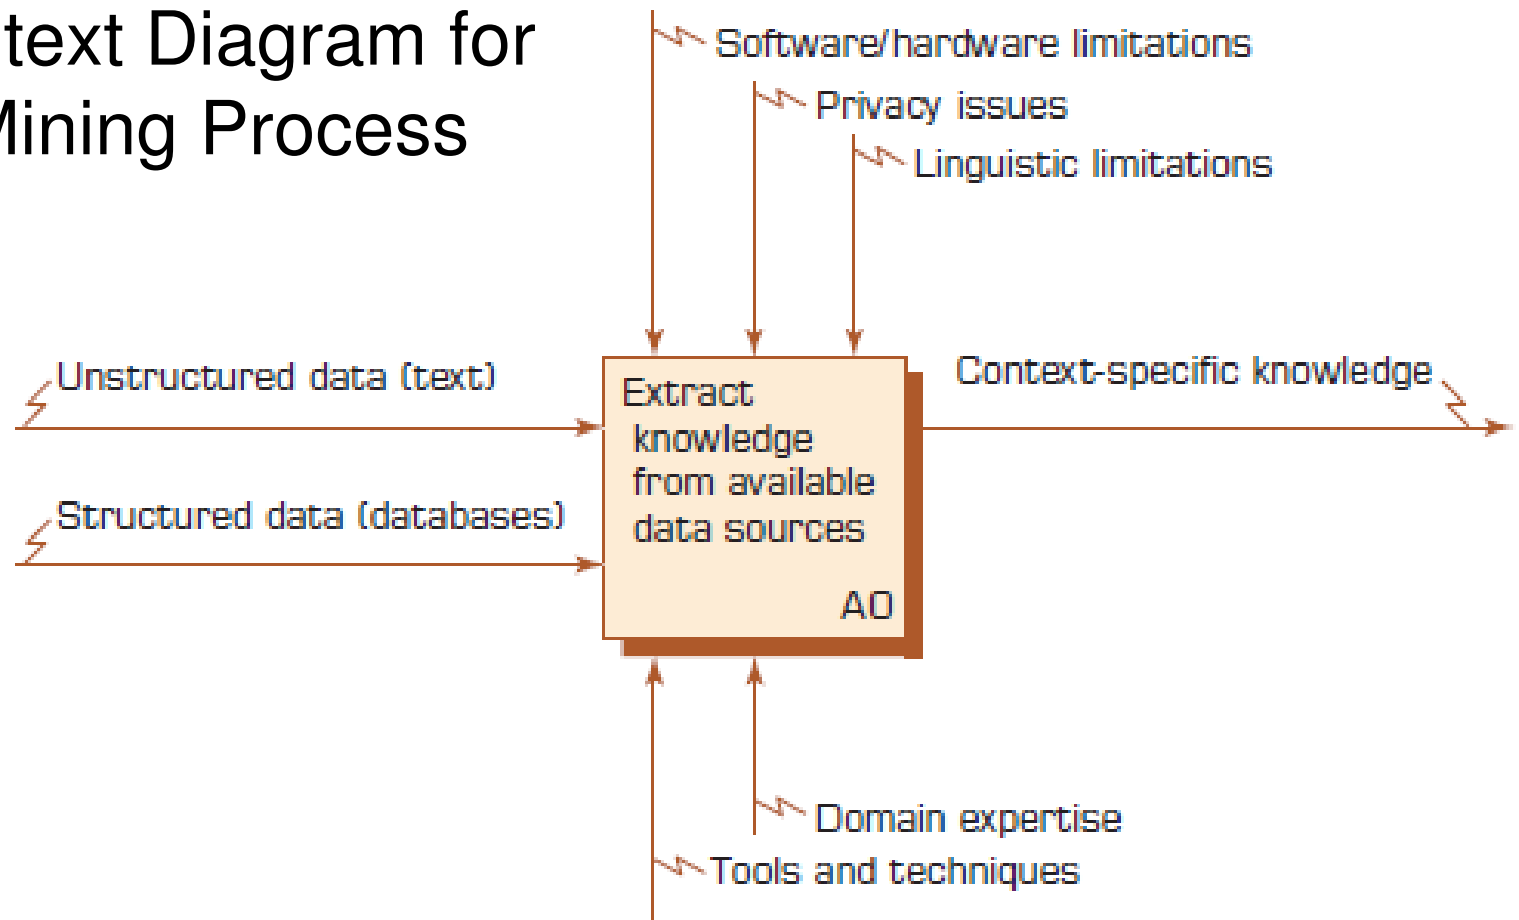 text Diagram for
Mining Process
Software/hardware limitations
Privacy issues
Linguistic limitations
Unstructured data (text)
Structured data (databases)
Extract
knowledge
from available
data sources
A0
Context-specific knowledge
Domain expertise
Tools and techniques